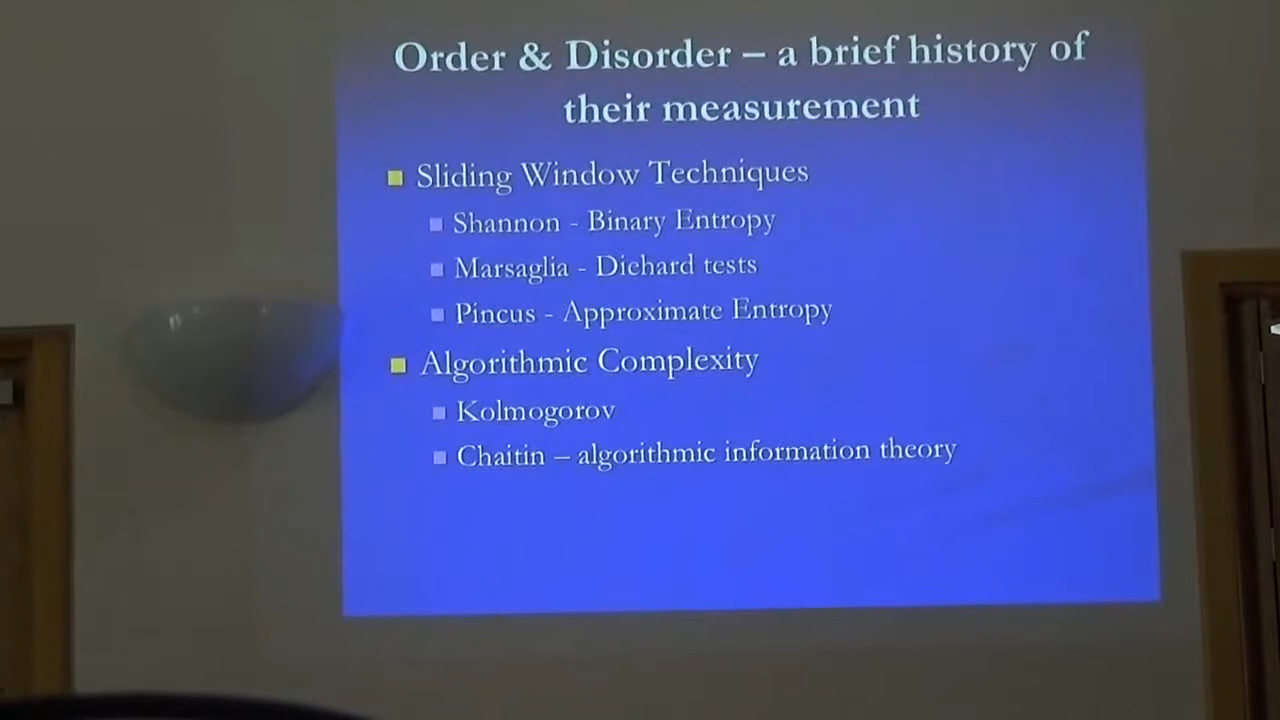 Order & Disorder – a brief history of
their measurement
Sliding Window Techniques
Shannon - Binary Entropy
Marsaglia - Diehard tests
Pincus - Approximate Entropy
Algorithmic Complexity
Kolmogorov
Chaitin – algorithmic information theory